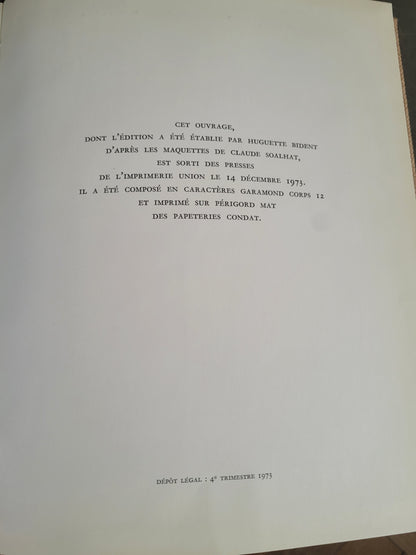 CET OUVRAGE,
DONT L'ÉDITION A ÉTÉ ÉTABLIE PAR HUGUETTE BIDENT
D'APRÈS LES MAQUETTES DE CLAUDE SOALHAT,
EST SORTI DES PRESSES
DE L'IMPRIMERIE UNION LE 14 DÉCEMBRE 1973.
IL A ÉTÉ COMPOSÉ EN CARACTÈRES GARAMOND CORPS 12
ET IMPRIMÉ SUR PÉRIGORD MAT
DES PAPETERIES CONDAT.
DÉPÔT LÉGAL : 4e TRIMESTRE 1973